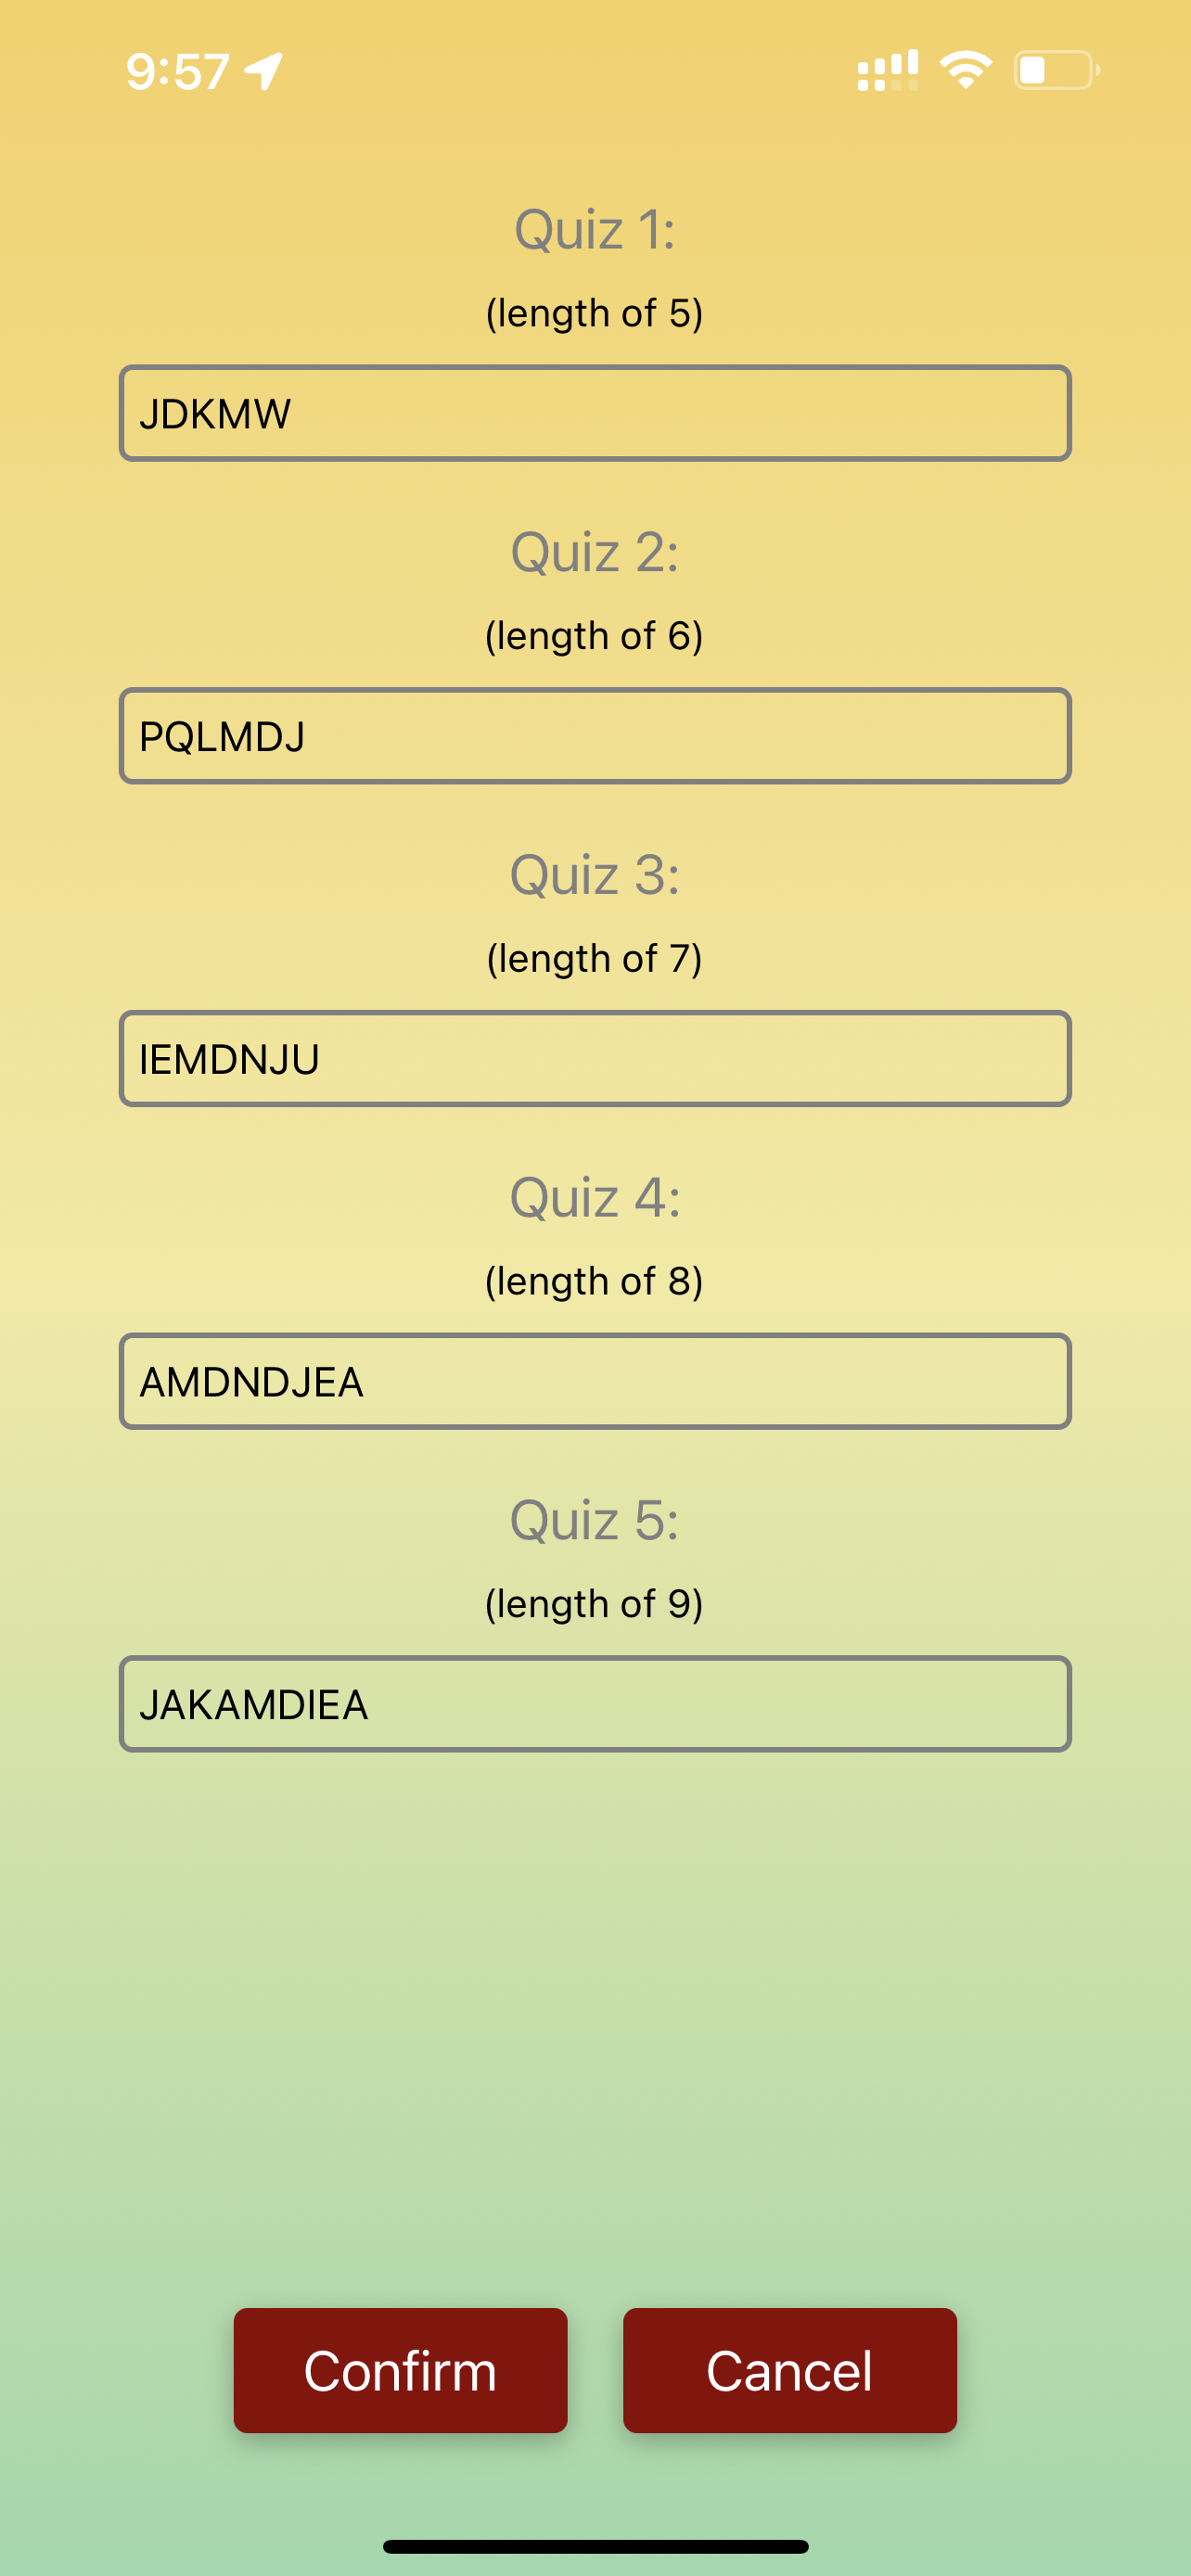 9:57
Quiz 1:
(length of 5)
JDKMW
Quiz 2:
(length of 6)
PQLMDJ
Quiz 3:
(length of 7)
IEMDNJU
Quiz 4:
(length of 8)
AMDNDJEA
Quiz 5:
(length of 9)
JAKAMDIEA
Confirm Cancel